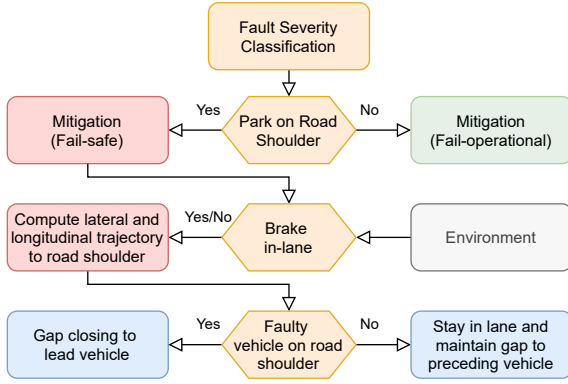 Fault Severity
Classification
Yes
No
Mitigation
(Fail-safe)
Park on Road
Shoulder
Mitigation
(Fail-operational)
Yes/No
Compute lateral and
longitudinal trajectory
to road shoulder
Brake
in-lane
Environment
Yes
No
Gap closing to
lead vehicle
Faulty
vehicle on road
shoulder
Stay in lane and
maintain gap to
preceding vehicle